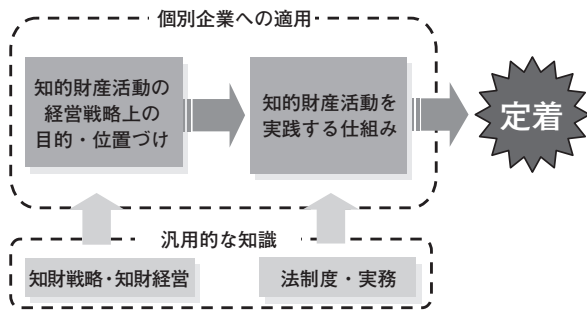 個別企業への適用
知的財産活動の
経営戦略上の
目的・位置づけ
知的財産活動を
実践する仕組み
定着
汎用的な知識
知財戦略・知財経営
法制度・実務